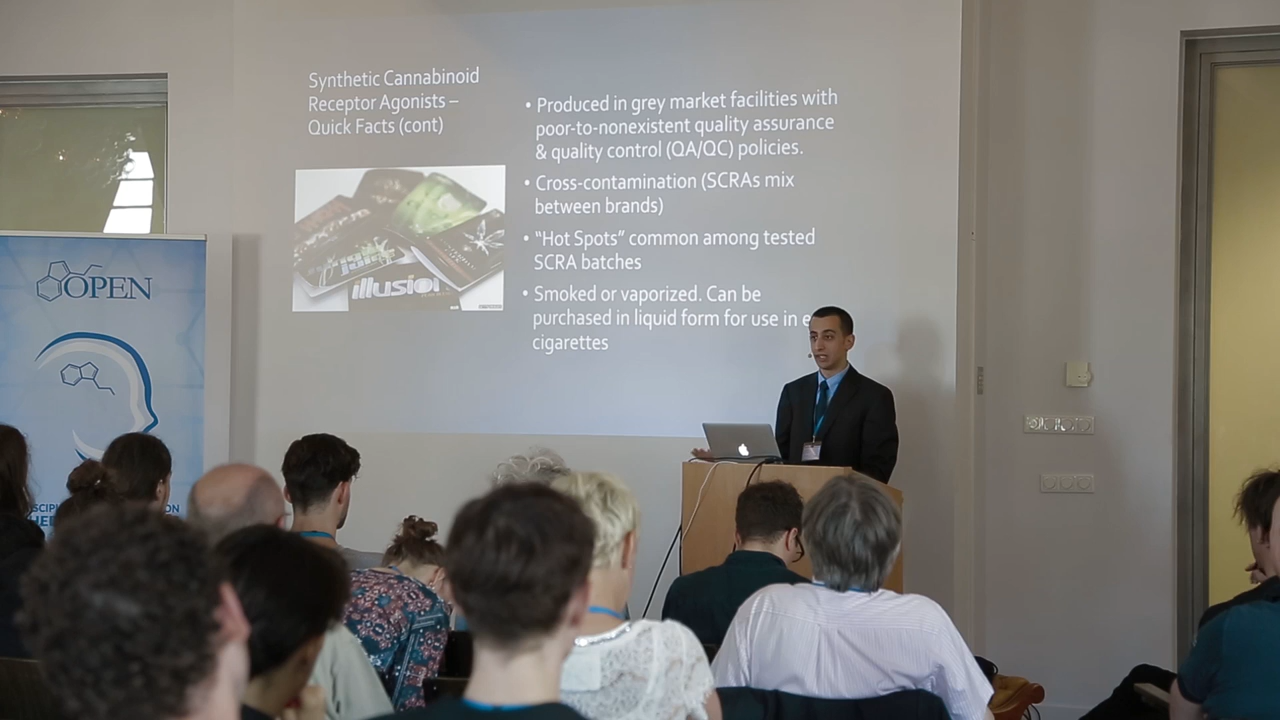 Synthetic Cannabinoid
Receptor Agonists –
Quick Facts (cont)
• Produced in grey market facilities with
poor-to-nonexistent quality assurance
& quality control (QA/QC) policies.
• Cross-contamination (SCRAs mix
between brands)
• “Hot Spots” common among tested
SCRA batches
• Smoked or vaporized. Can be
purchased in liquid form for use in e
cigarettes
illusion
OPEN